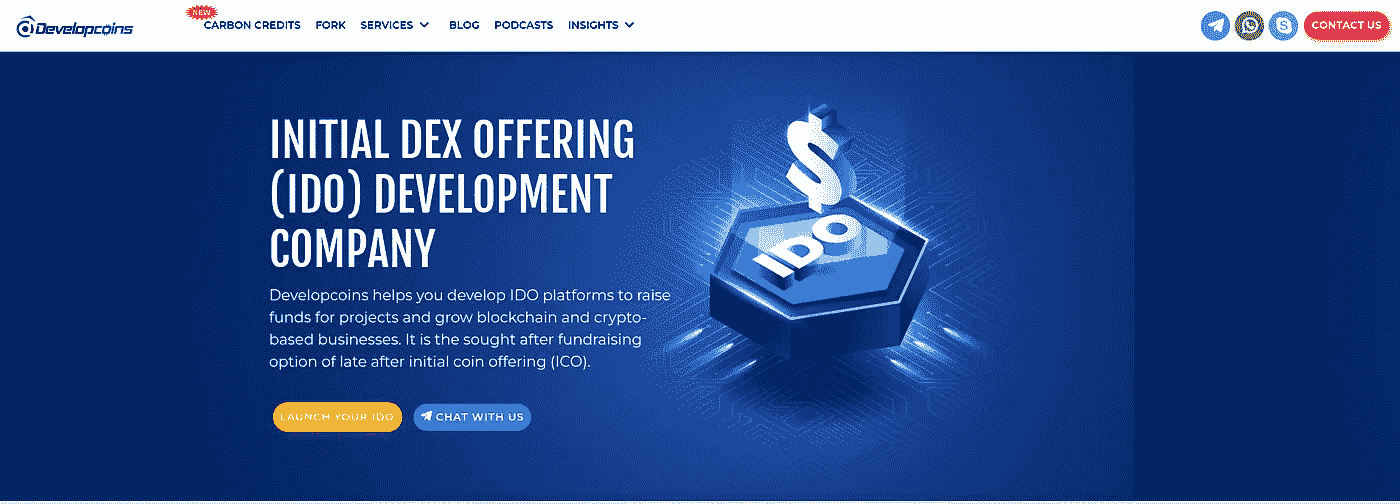 Developcoins
NEW
CARBON CREDITS FORK SERVICES BLOG PODCASTS INSIGHTS
CONTACT US
INITIAL DEX OFFERING
(IDO) DEVELOPMENT
COMPANY
Developcoins helps you develop IDO platforms to raise
funds for projects and grow blockchain and crypto-
based businesses. It is the sought after fundraising
option of late after initial coin offering (ICO).
LAUNCH YOUR IDO
CHAT WITH US
$
IDO